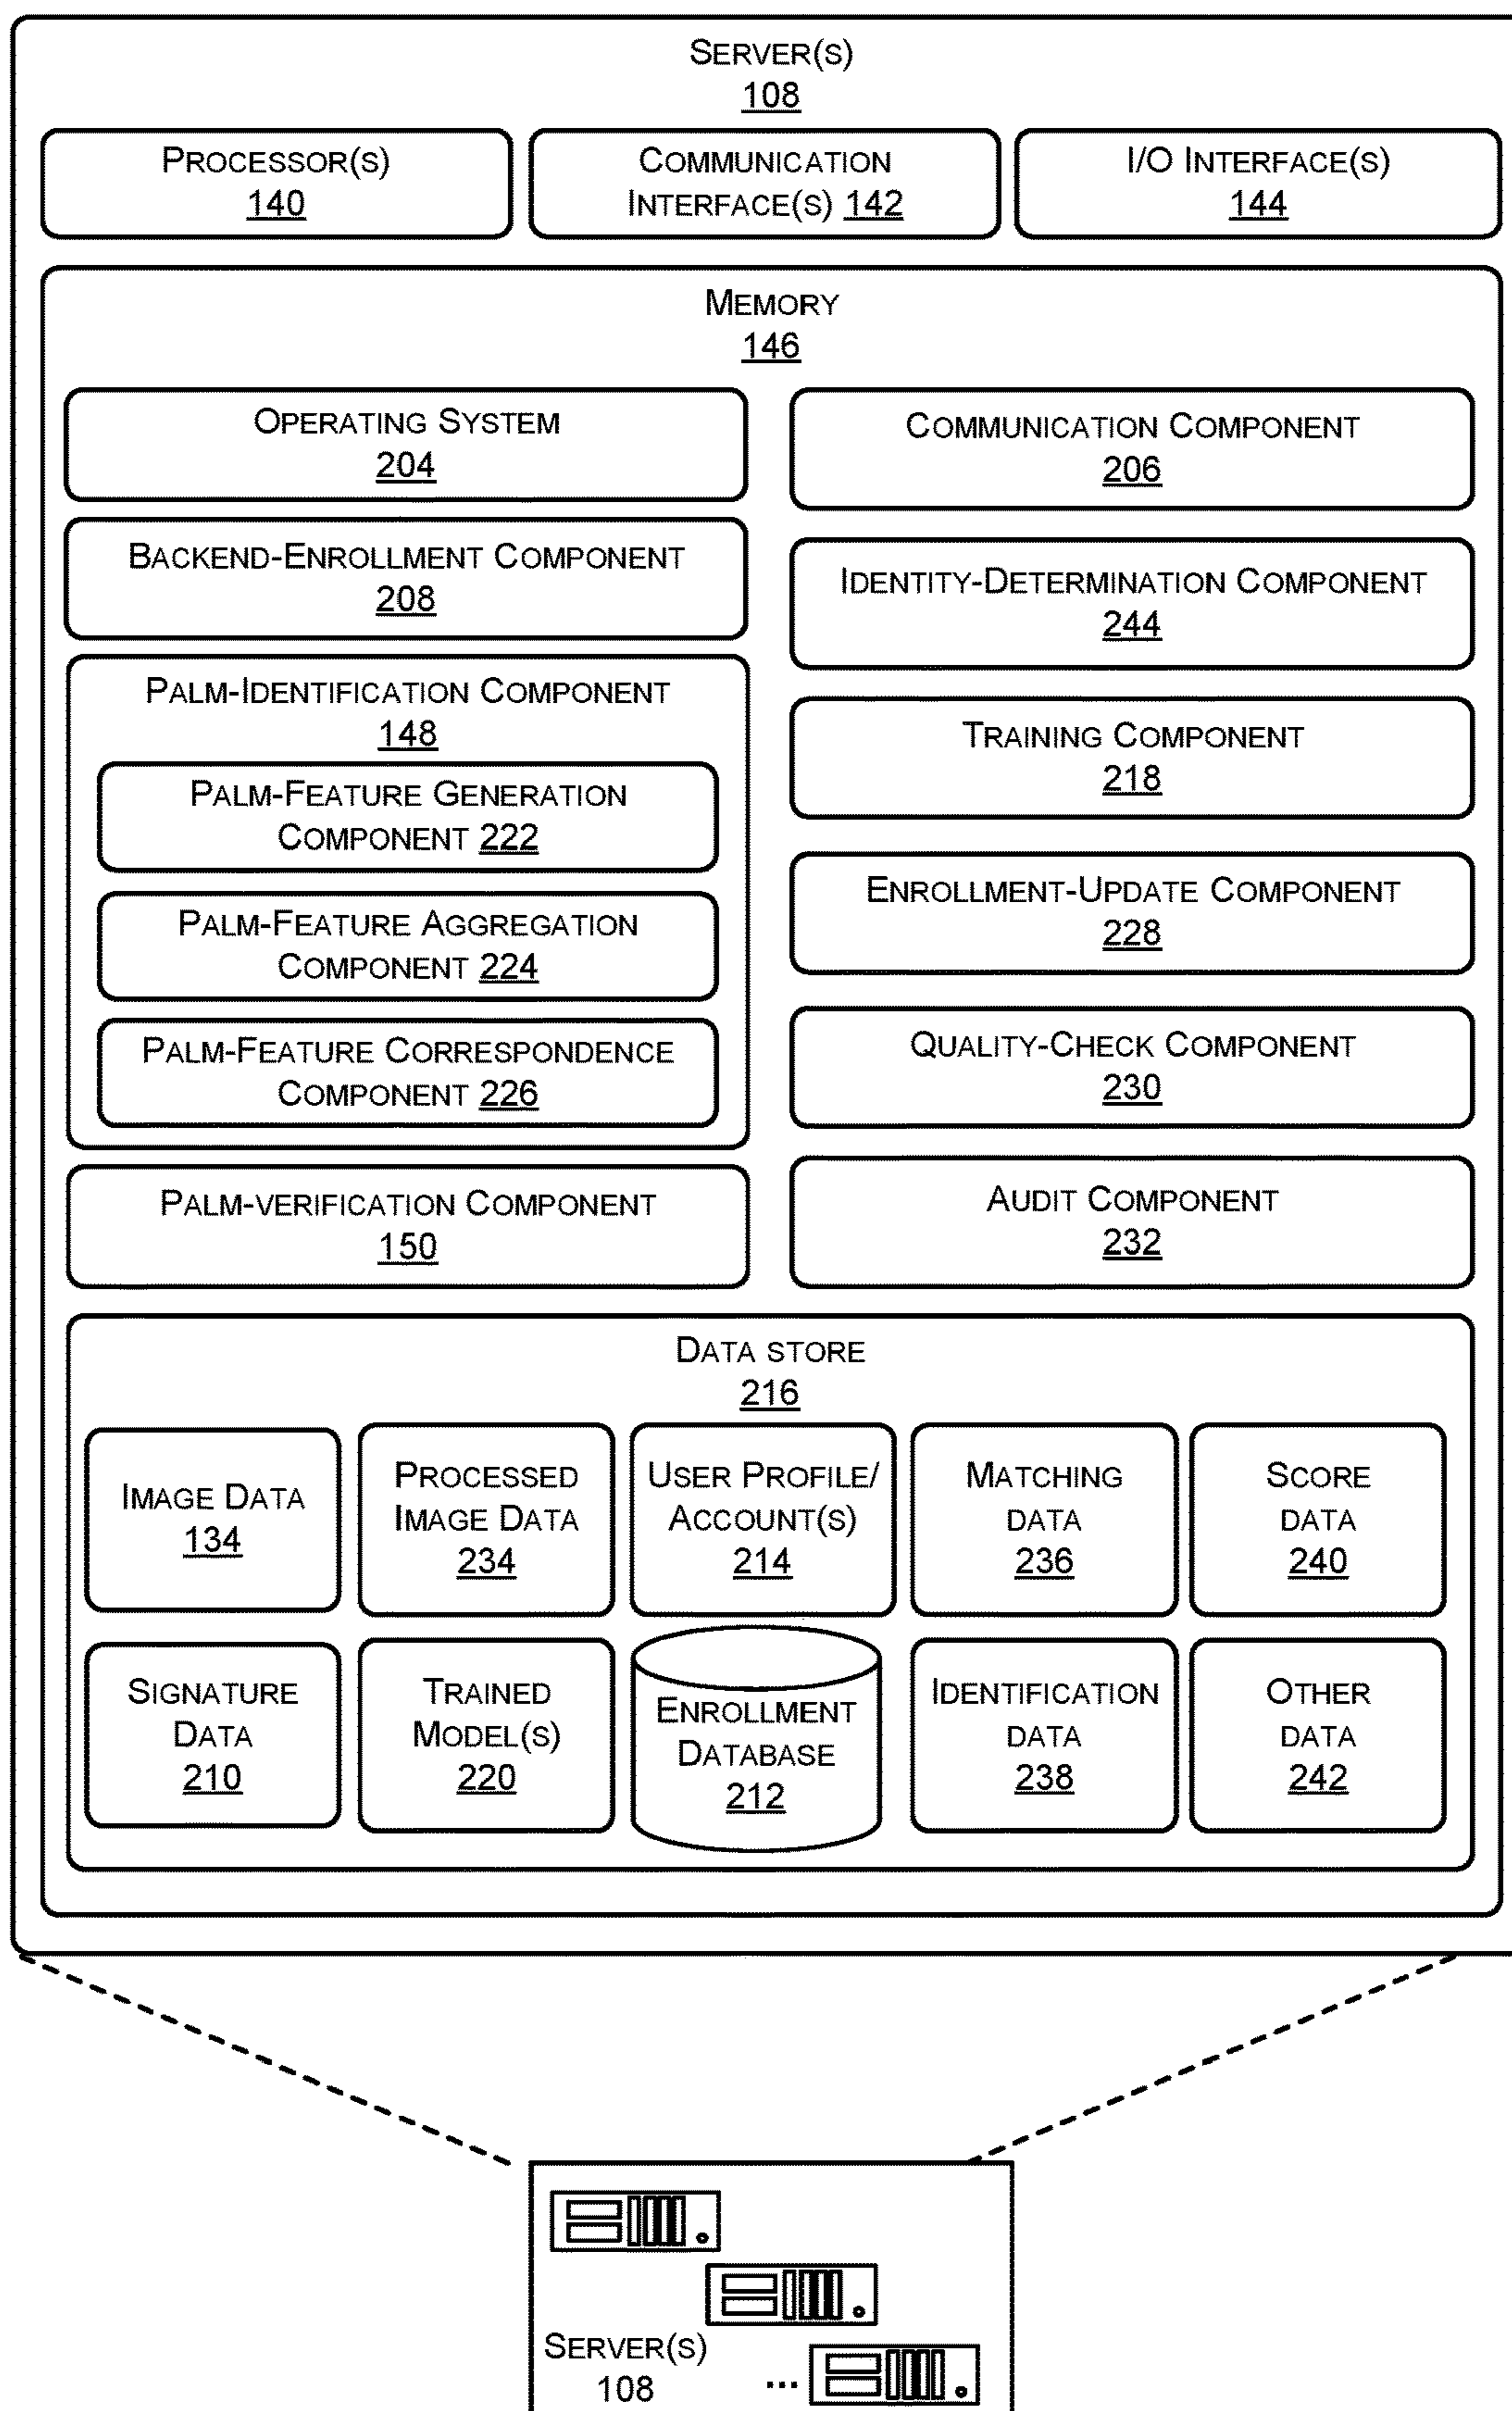 SERVER(S)
108
PROCESSOR(S)
140
COMMUNICATION
INTERFACE(S) 142
I/O INTERFACE(S)
144
MEMORY
146
OPERATING SYSTEM
204
BACKEND-ENROLLMENT COMPONENT
208
PALM-IDENTIFICATION COMPONENT
148
PALM-FEATURE GENERATION
COMPONENT 222
PALM-FEATURE AGGREGATION
COMPONENT 224
PALM-FEATURE CORRESPONDENCE
COMPONENT 226
PALM-VERIFICATION COMPONENT
150
COMMUNICATION COMPONENT
206
IDENTITY-DETERMINATION COMPONENT
244
TRAINING COMPONENT
218
ENROLLMENT-UPDATE COMPONENT
228
QUALITY-CHECK COMPONENT
230
AUDIT COMPONENT
232
DATA STORE
216
IMAGE DATA
134
PROCESSED
IMAGE DATA
234
USER PROFILE/
ACCOUNT(S)
214
MATCHING
DATA
236
SCORE
DATA
240
SIGNATURE
DATA
210
TRAINED
MODEL(S)
220
ENROLLMENT
DATABASE
212
IDENTIFICATION
DATA
238
OTHER
DATA
242
SERVER(S)
108
...